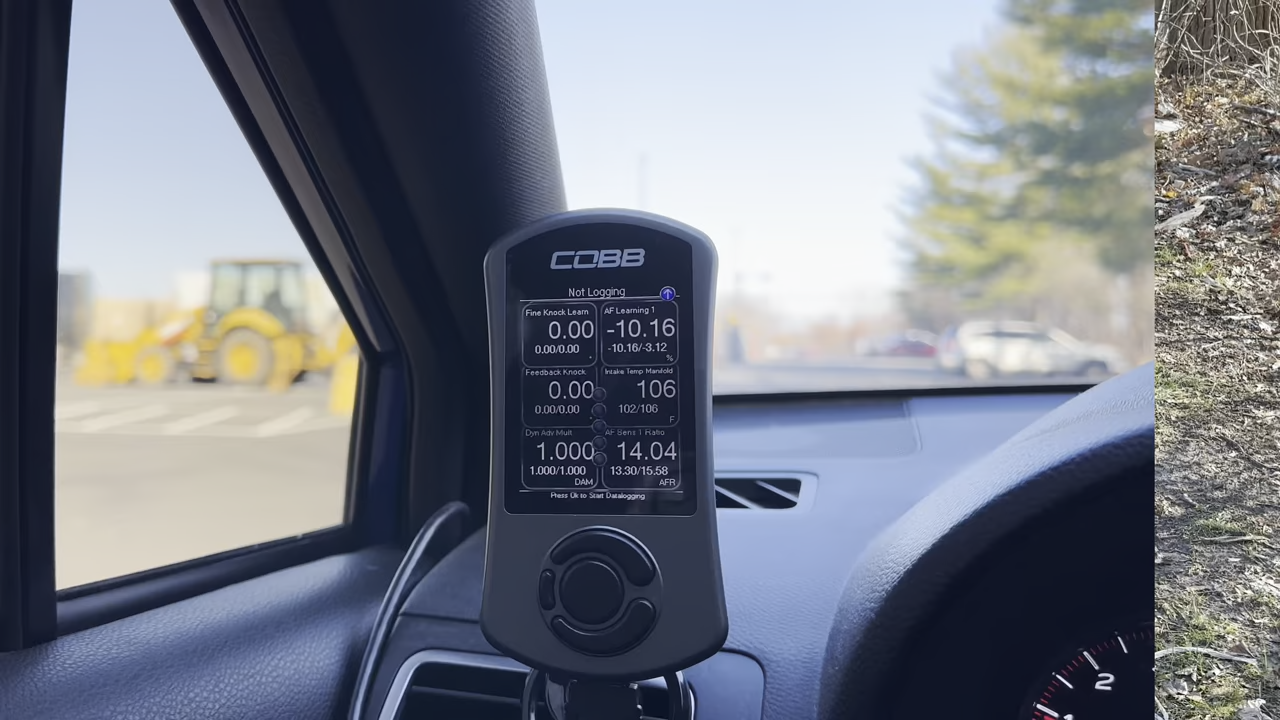 COBB
Not Logging
Fine Knock Learn
0.00
0.00/0.00
°
AF Learning 1
-10.16
-10.16/-3.12
%
Feedback Knock
0.00
0.00/0.00
°
Intake Temp Manifold
106
102/106
F
Dyn Adv Mult
1.000
1.000/1.000
DAM
AF Sens 1 Ratio
14.04
13.30/15.58
AFR
Press Ok to Start Datalogging
2
1